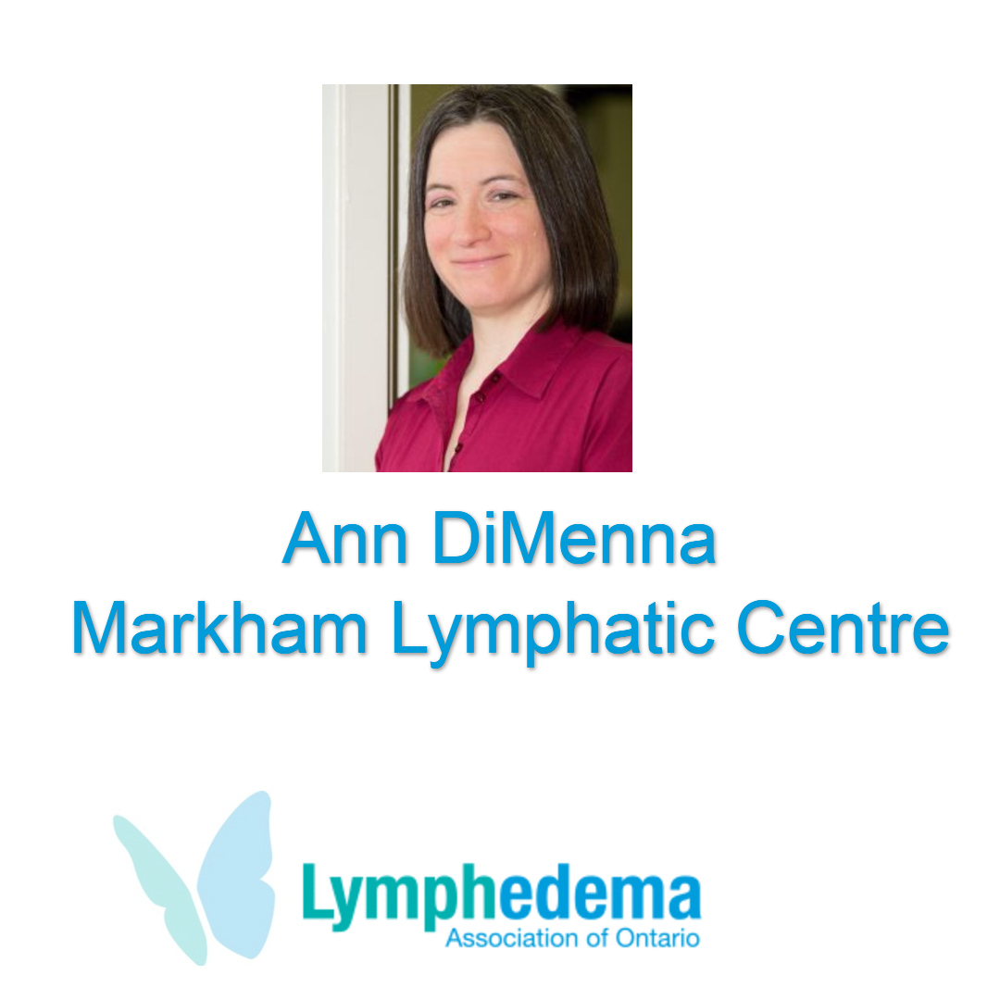 Ann DiMenna
Markham Lymphatic Centre
Lymphedema
Association of Ontario